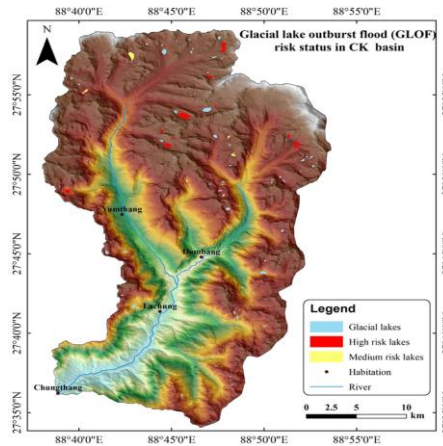 Glacial lake outburst flood (GLOF)
risk status in CK basin
88°40'0"E 88°45'0"E 88°50'0"E 88°55'0"E
N
27°55'0"N
27°50'0"N
27°45'0"N
27°40'0"N
27°35'0"N
Yumthang
Dombang
Lachung
Chungthang
Legend
Glacial lakes
High risk lakes
Medium risk lakes
Habitation
River
0 2.5 5 10
km
88°40'0"E 88°45'0"E 88°50'0"E 88°55'0"E